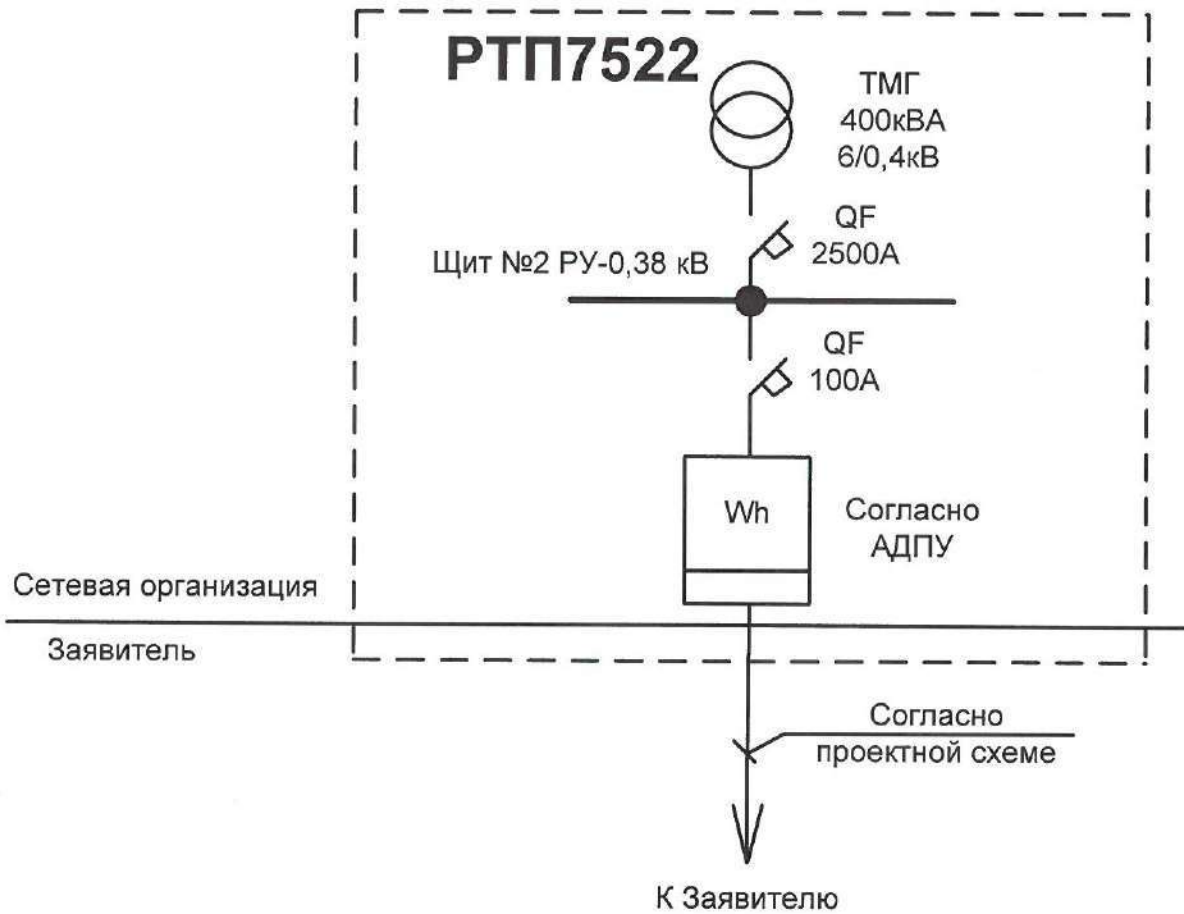 РТП7522
ТМГ
400кВА
6/0,4кВ
QF
2500А
Щит №2 РУ-0,38 кВ
QF
100А
Wh
Согласно
АДПУ
Сетевая организация
Заявитель
Согласно
проектной схеме
К Заявителю